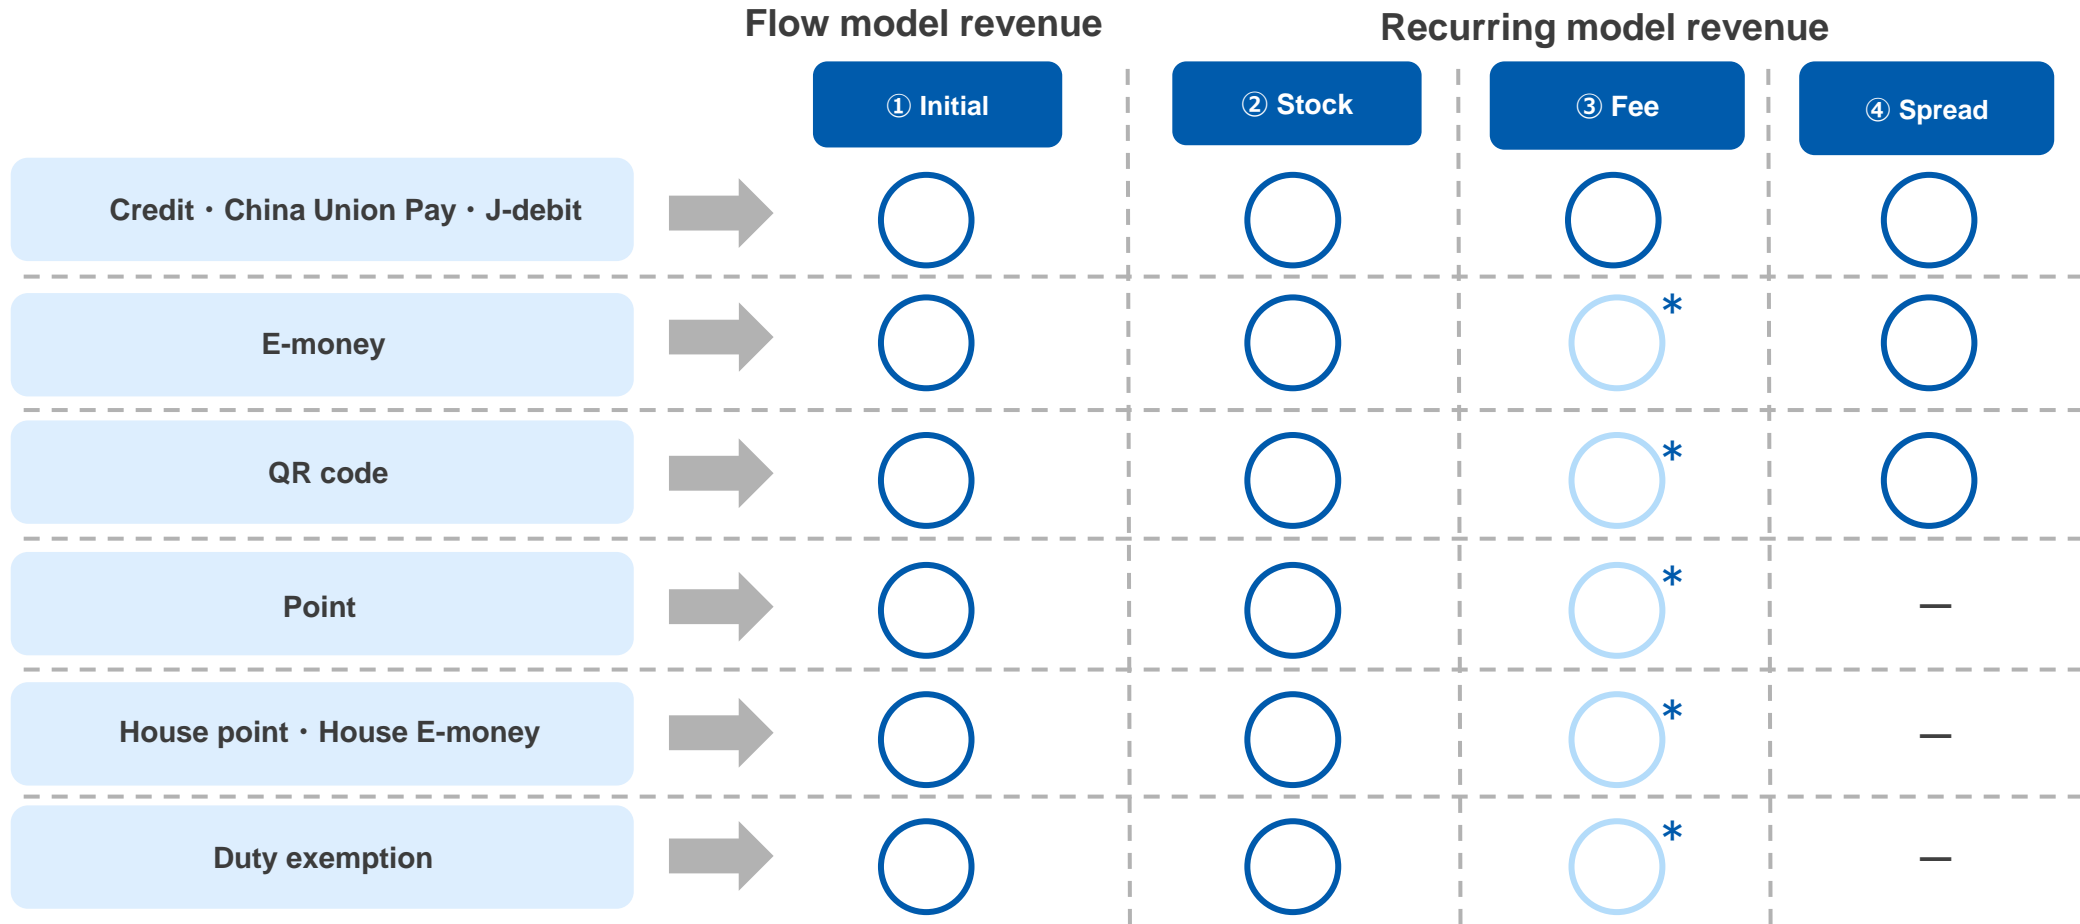 Flow model revenue
Recurring model revenue
① Initial
② Stock
③ Fee
④ Spread
Credit・China Union Pay・J-debit
E-money
*
QR code
*
Point
*
—
House point・House E-money
*
—
Duty exemption
*
—